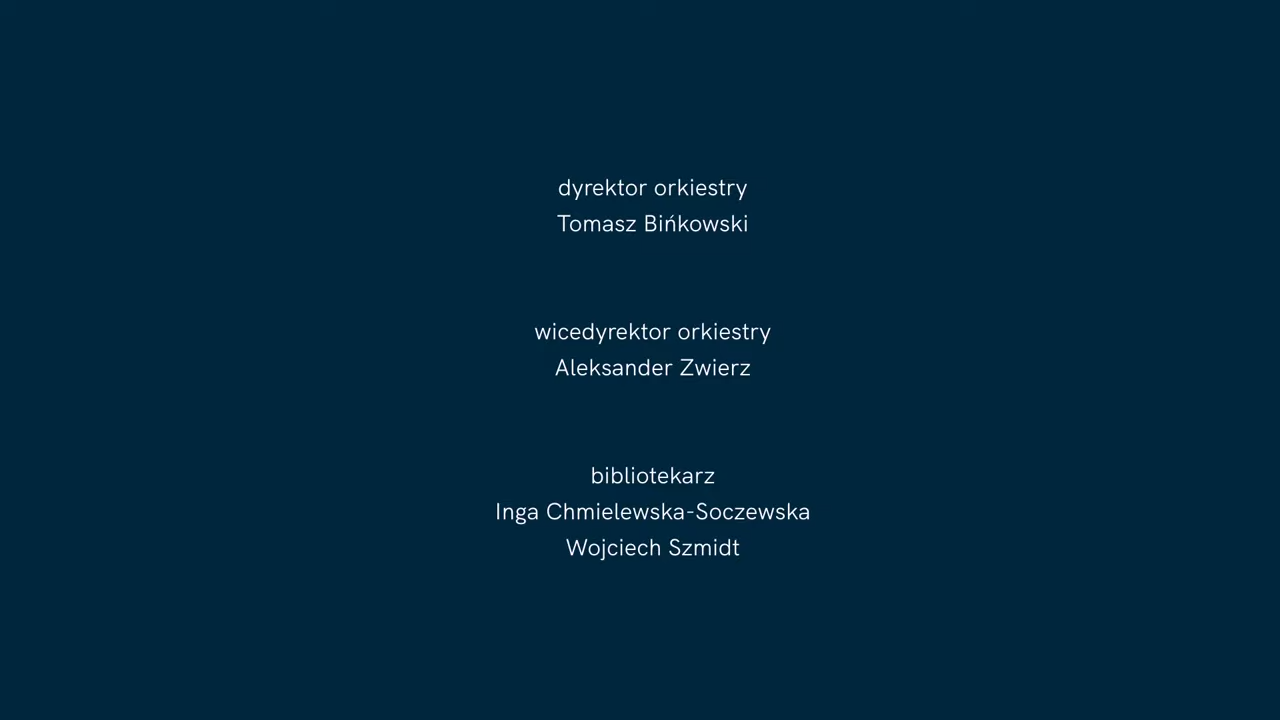 dyrektor orkiestry
Tomasz Bińkowski
wicedyrektor orkiestry
Aleksander Zwierz
bibliotekarz
Inga Chmielewska-Soczewska
Wojciech Szmidt